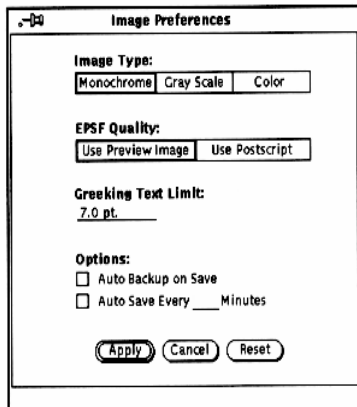 Image Preferences
Image Type:
Monochrome Gray Scale Color
EPSF Quality:
Use Preview Image Use Postscript
Greeking Text Limit:
7.0 pt.
Options:
Auto Backup on Save
Auto Save Every ___ Minutes
Apply Cancel Reset